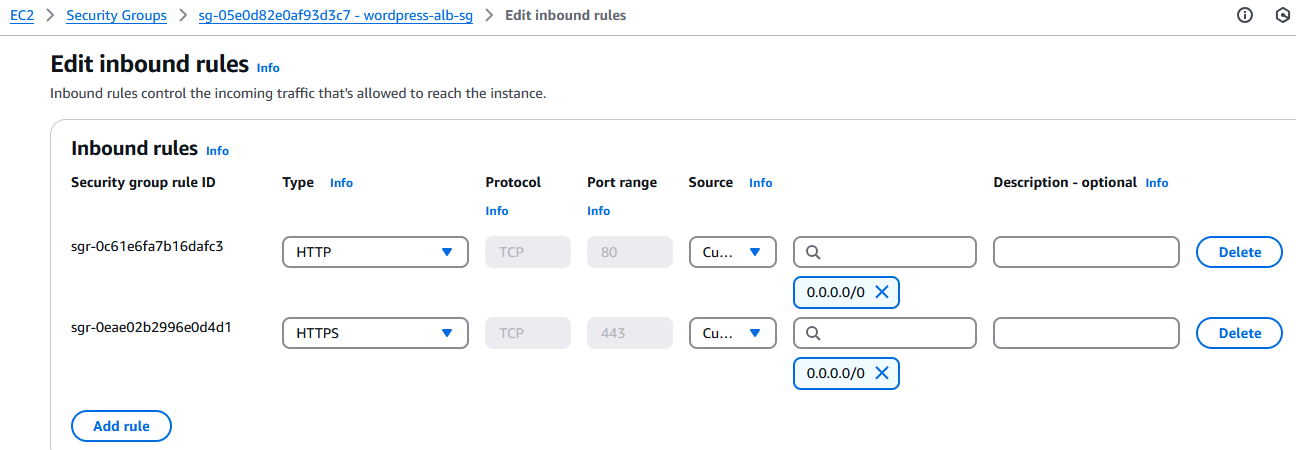 EC2 > Security Groups > sg-05e0d82e0af93d3c7 - wordpress-alb-sg > Edit inbound rules
Edit inbound rules Info
Inbound rules control the incoming traffic that's allowed to reach the instance.
Inbound rules Info
Security group rule ID Type Info Protocol Port range Source Info Description - optional Info
Info Info
sgr-0c61e6fa7b16dafc3 HTTP TCP 80 Cu... Delete
0.0.0.0/0
sgr-0eae02b2996e0d4d1 HTTPS TCP 443 Cu... Delete
0.0.0.0/0
Add rule